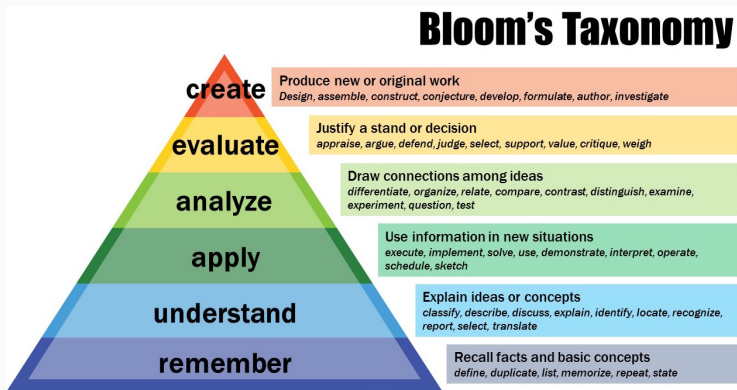 Bloom's Taxonomy
create
Produce new or original work
Design, assemble, construct, conjecture, develop, formulate, author, investigate
evaluate
Justify a stand or decision
appraise, argue, defend, judge, select, support, value, critique, weigh
analyze
Draw connections among ideas
differentiate, organize, relate, compare, contrast, distinguish, examine,
experiment, question, test
apply
Use information in new situations
execute, implement, solve, use, demonstrate, interpret, operate,
schedule, sketch
understand
Explain ideas or concepts
classify, describe, discuss, explain, identify, locate, recognize,
report, select, translate
remember
Recall facts and basic concepts
define, duplicate, list, memorize, repeat, state